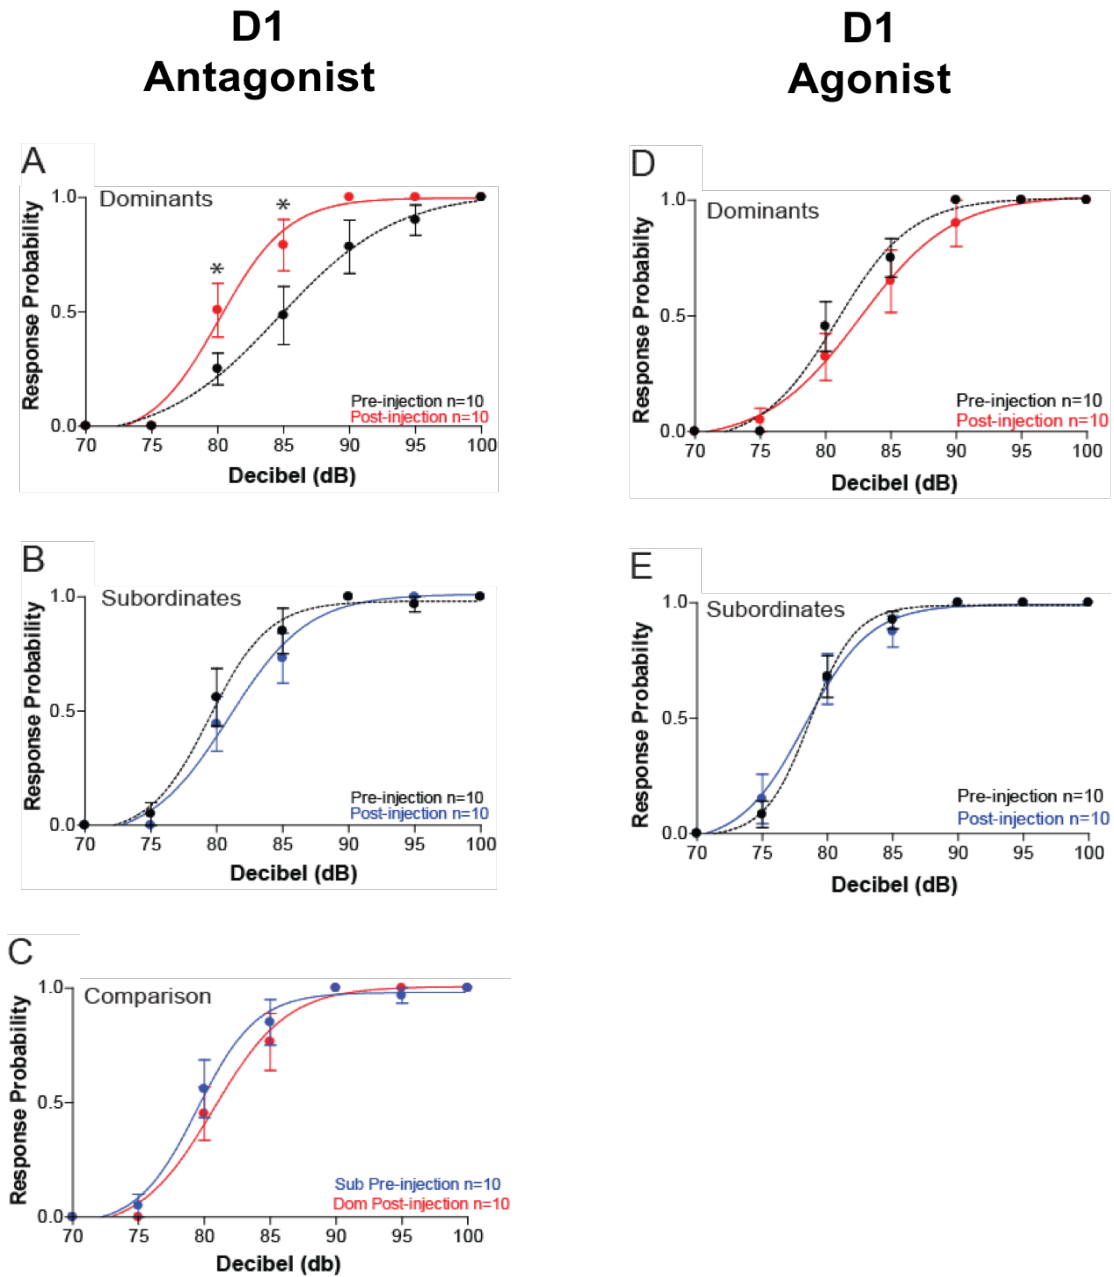 D1
Antagonist
D1
Agonist
A
Dominants
1.0
0.5
0.0
Response Probability
*
*
Pre-injection n=10
Post-injection n=10
70 75 80 85 90 95 100
Decibel (dB)
D
Dominants
1.0
0.5
0.0
Response Probabilty
Pre-injection n=10
Post-injection n=10
70 75 80 85 90 95 100
Decibel (dB)
B
Subordinates
1.0
0.5
0.0
Response Probability
Pre-injection n=10
Post-injection n=10
70 75 80 85 90 95 100
Decibel (dB)
E
Subordinates
1.0
0.5
0.0
Response Probabilty
Pre-injection n=10
Post-injection n=10
70 75 80 85 90 95 100
Decibel (dB)
C
Comparison
1.0
0.5
0.0
Response Probability
Sub Pre-injection n=10
Dom Post-injection n=10
70 75 80 85 90 95 100
Decibel (db)